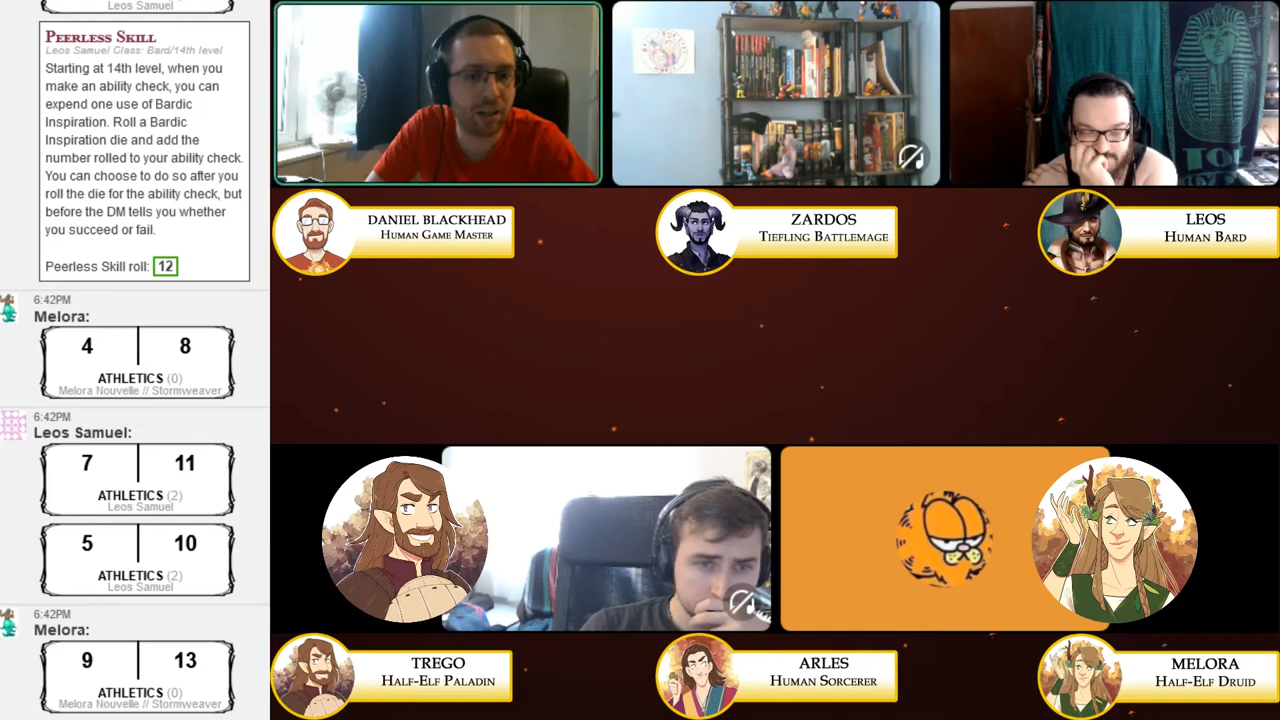 Leos Samuel
PEERLESS SKILL
Leos Samuel Class: Bard/14th level
Starting at 14th level, when you
make an ability check, you can
expend one use of Bardic
Inspiration. Roll a Bardic
Inspiration die and add the
number rolled to your ability check.
You can choose to do so after you
roll the die for the ability check, but
before the DM tells you whether
you succeed or fail.
Peerless Skill roll: 12
6:42PM
Melora:
4 8
ATHLETICS (0)
Melora Nouvelle // Stormweaver
6:42PM
Leos Samuel:
7 11
ATHLETICS (2)
Leos Samuel
5 10
ATHLETICS (2)
Leos Samuel
6:42PM
Melora:
9 13
ATHLETICS (0)
Melora Nouvelle // Stormweaver
DANIEL BLACKHEAD
HUMAN GAME MASTER
ZARDOS
TIEFLING BATTLEMAGE
LEOS
HUMAN BARD
TREGO
HALF-ELF PALADIN
ARLES
HUMAN SORCERER
MELORA
HALF-ELF DRUID